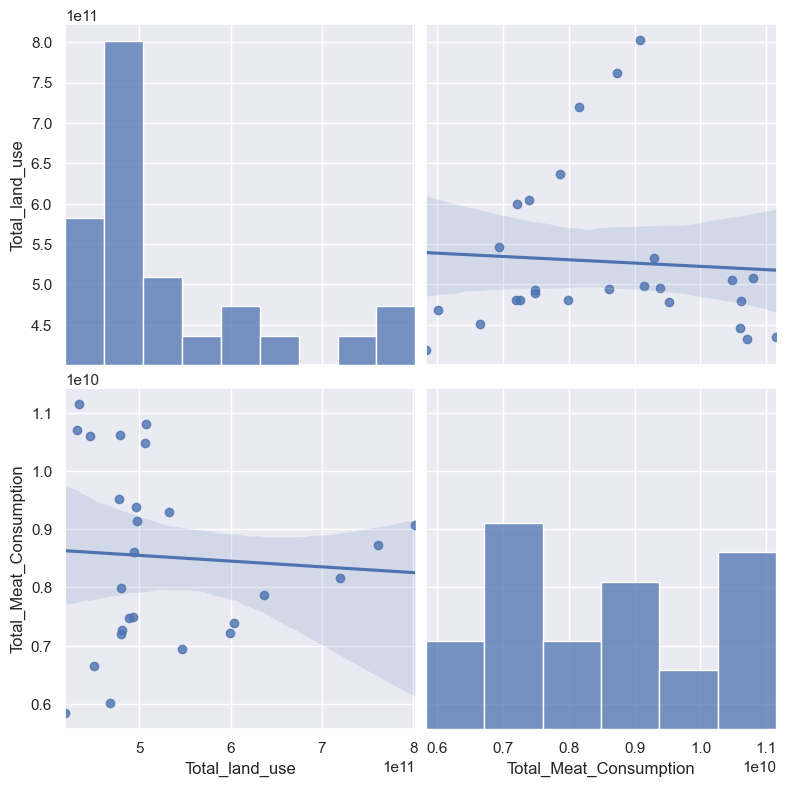 1e11
8.0
7.5
7.0
6.5
6.0
5.5
5.0
4.5
Total_land_use
1e10
1.1
1.0
0.9
0.8
0.7
0.6
Total_Meat_Consumption
5 6 7 8
1e11
Total_land_use
0.6 0.7 0.8 0.9 1.0 1.1
1e10
Total_Meat_Consumption